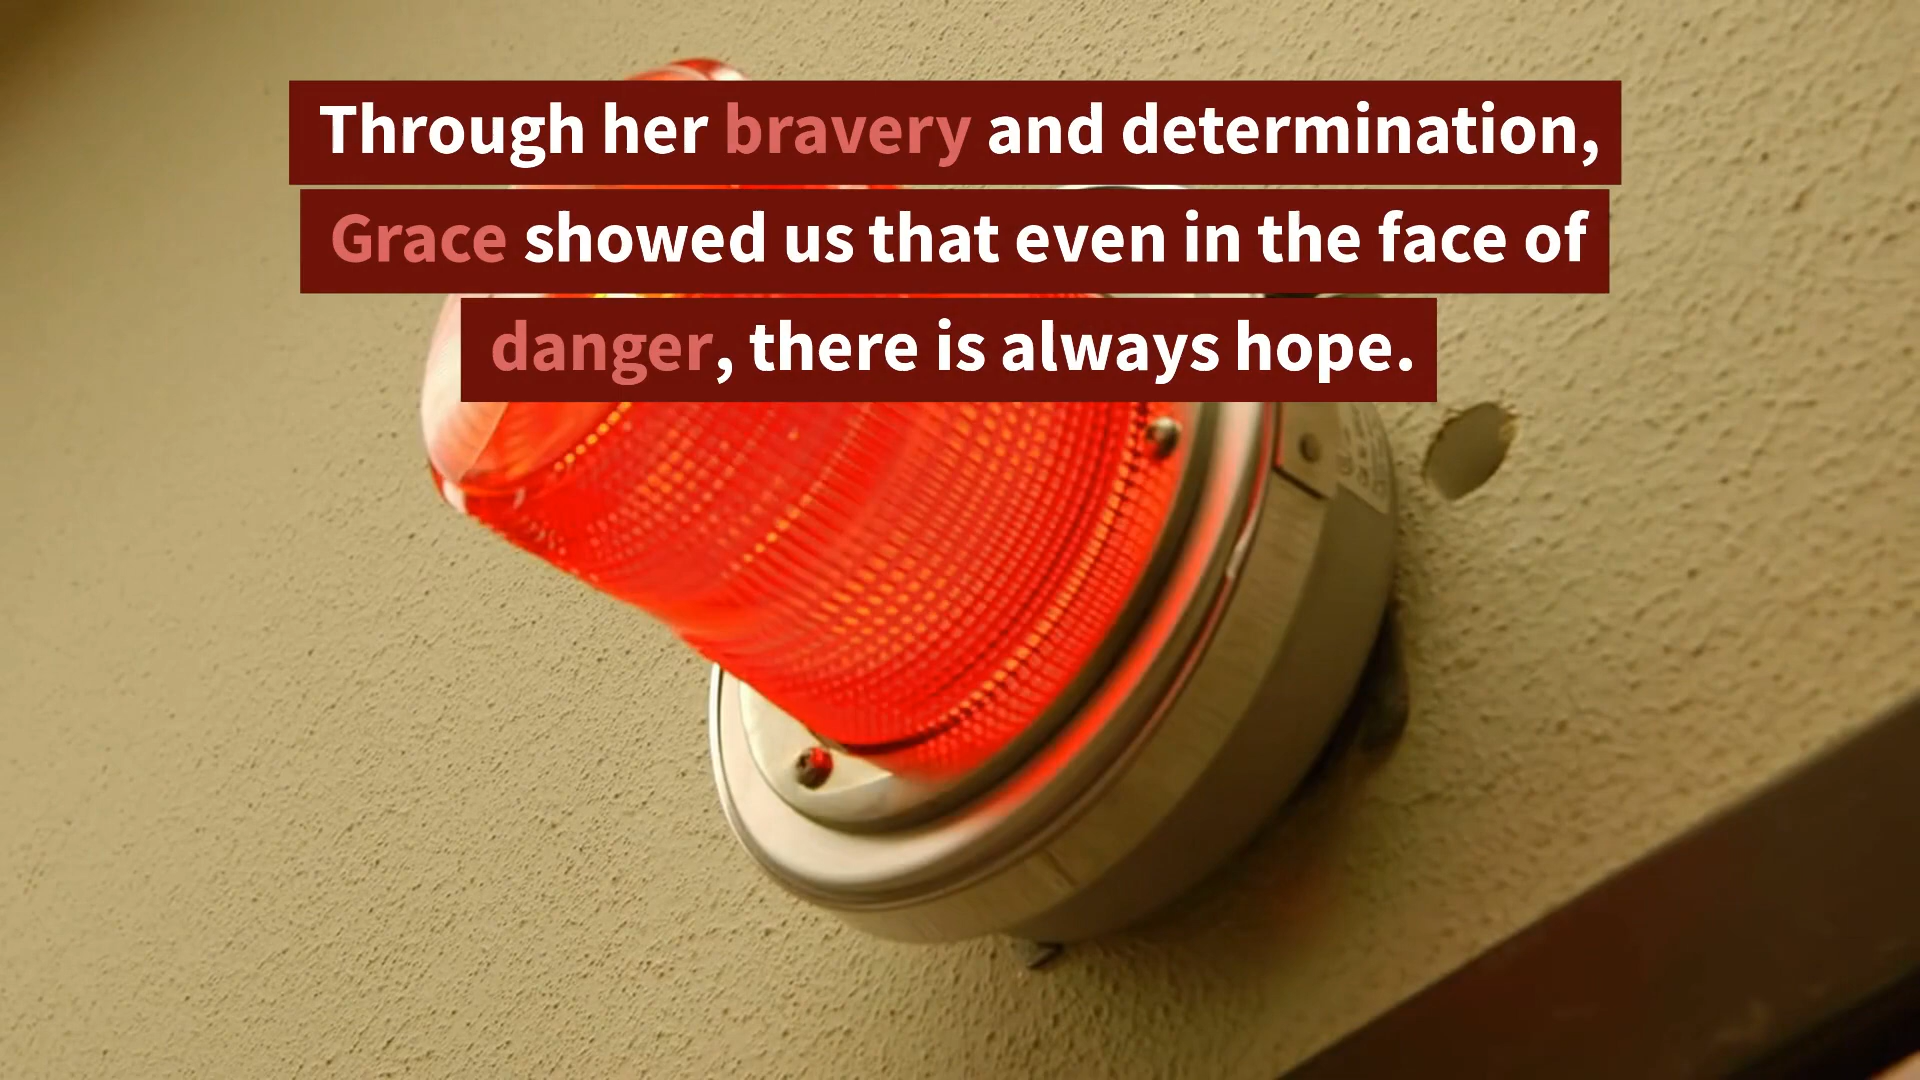 Through her bravery and determination,
Grace showed us that even in the face of
danger, there is always hope.